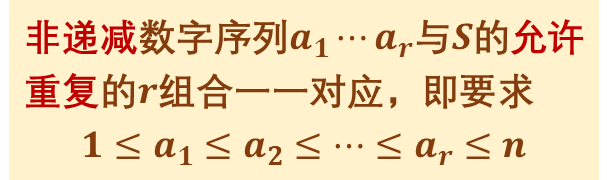 非递减数字序列a₁⋯aᵣ与S的允许
重复的r组合一一对应，即要求
1 ≤ a₁ ≤ a₂ ≤ ⋯ ≤ aᵣ ≤ n